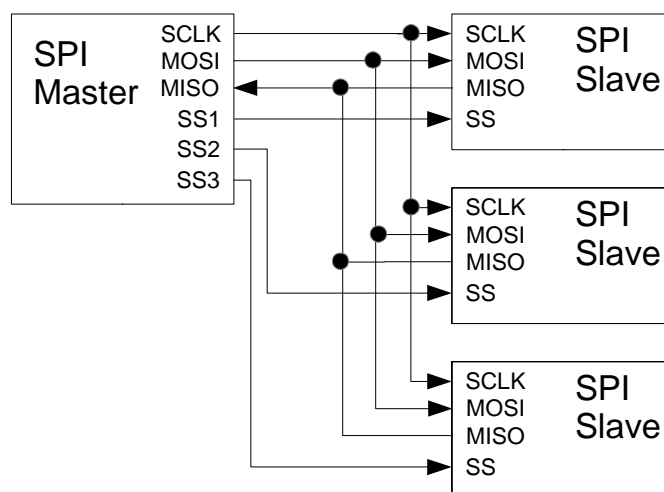 SPI
Master
SCLK
MOSI
MISO
SS1
SS2
SS3
SCLK
MOSI
MISO
SS
SPI
Slave
SCLK
MOSI
MISO
SS
SPI
Slave
SCLK
MOSI
MISO
SS
SPI
Slave